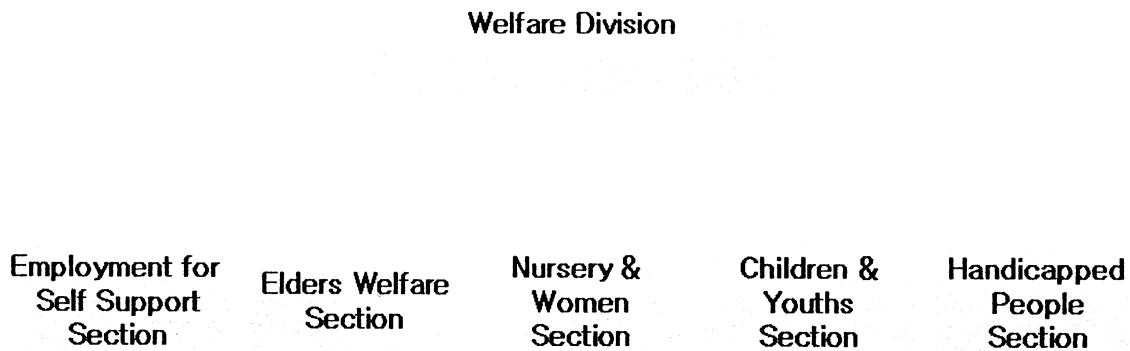 Welfare Division
Employment for
Self Support
Section
Elders Welfare
Section
Nursery &
Women
Section
Children &
Youths
Section
Handicapped
People
Section